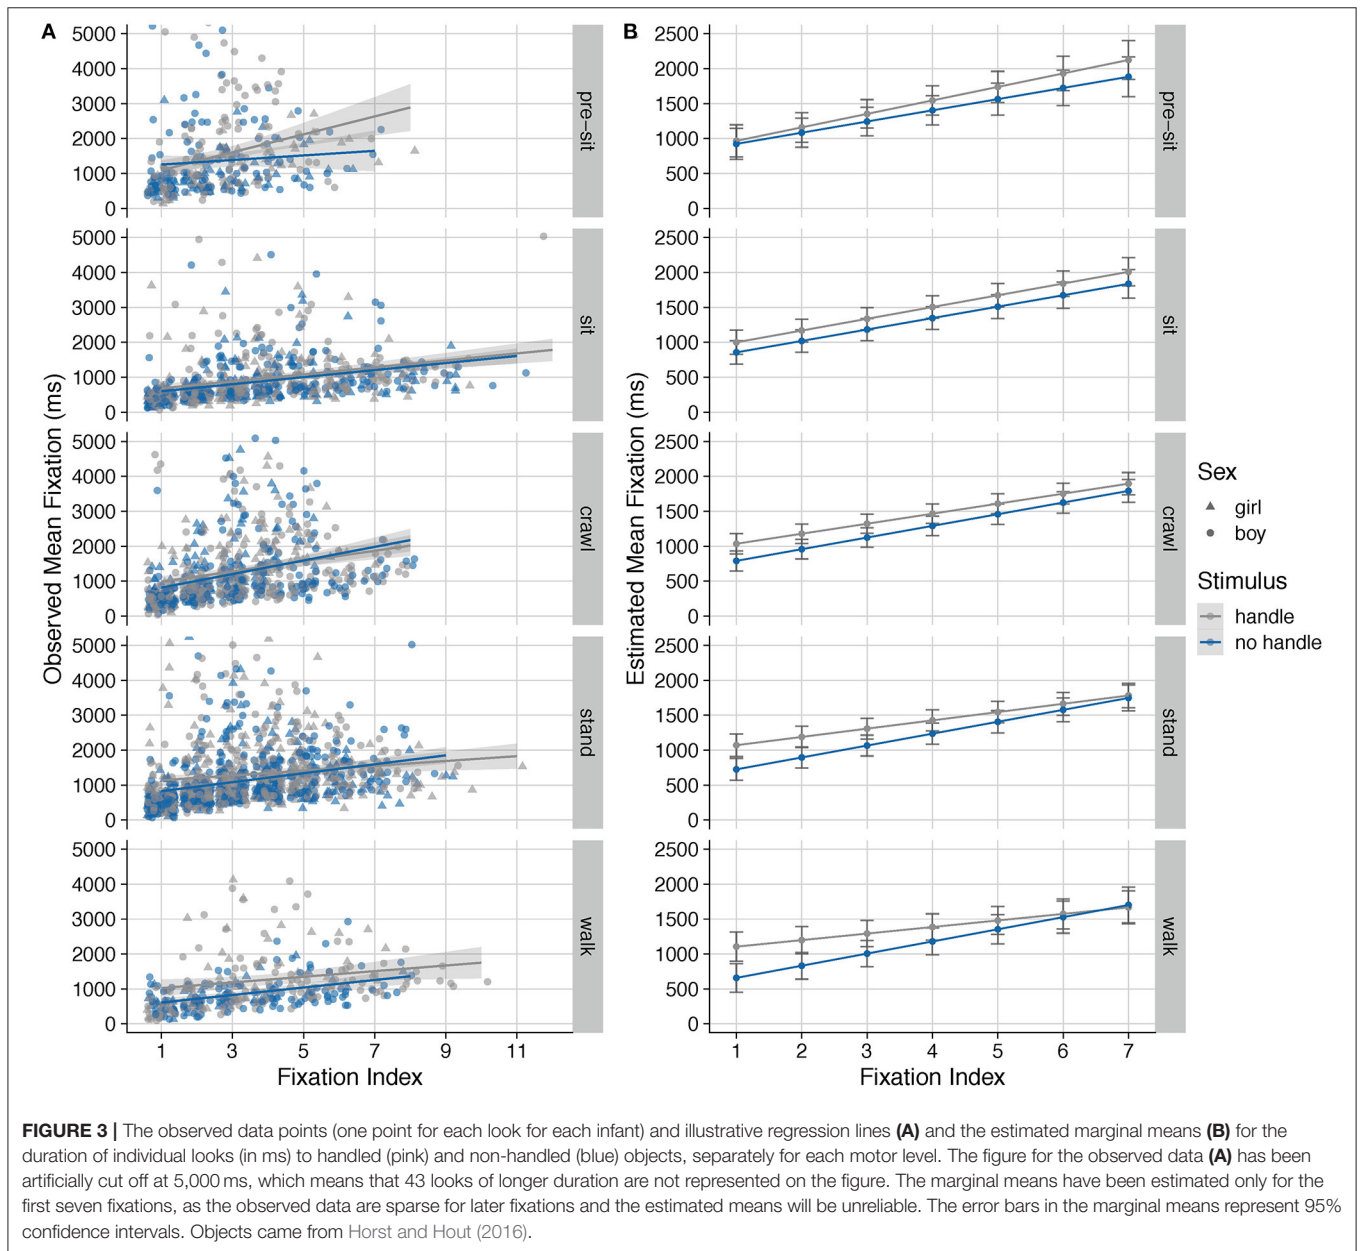 A
B
5000
4000
3000
2000
1000
0
pre-sit
2500
2000
1500
1000
500
0
pre-sit
5000
4000
3000
2000
1000
0
sit
2500
2000
1500
1000
500
0
sit
5000
4000
3000
2000
1000
0
crawl
2500
2000
1500
1000
500
0
crawl
5000
4000
3000
2000
1000
0
stand
2500
2000
1500
1000
500
0
stand
5000
4000
3000
2000
1000
0
walk
2500
2000
1500
1000
500
0
walk
Observed Mean Fixation (ms)
Estimated Mean Fixation (ms)
1 3 5 7 9 11
1 2 3 4 5 6 7
Fixation Index
Fixation Index
Sex
girl
boy
Stimulus
handle
no handle
FIGURE 3 | The observed data points (one point for each look for each infant) and illustrative regression lines (A) and the estimated marginal means (B) for the
duration of individual looks (in ms) to handled (pink) and non-handled (blue) objects, separately for each motor level. The figure for the observed data (A) has been
artificially cut off at 5,000 ms, which means that 43 looks of longer duration are not represented on the figure. The marginal means have been estimated only for the
first seven fixations, as the observed data are sparse for later fixations and the estimated means will be unreliable. The error bars in the marginal means represent 95%
confidence intervals. Objects came from Horst and Hout (2016).